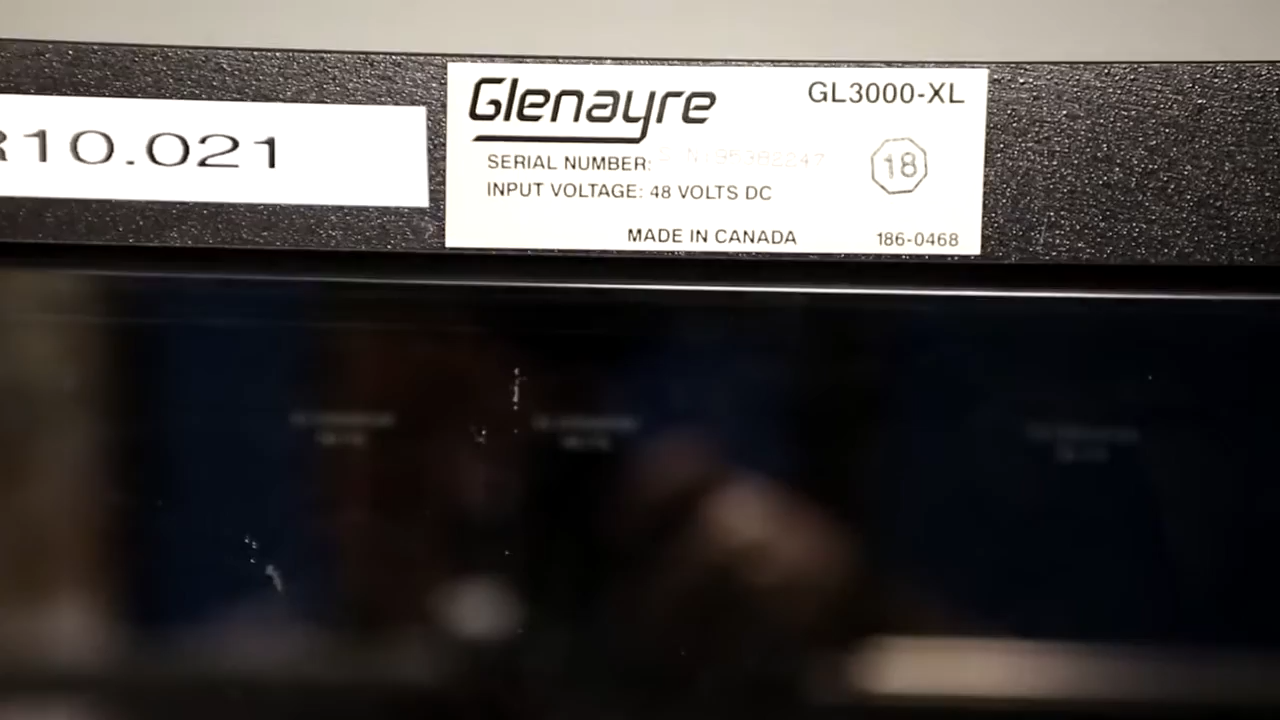 10.021
Glenayre
GL3000-XL
SERIAL NUMBER:
18
INPUT VOLTAGE: 48 VOLTS DC
MADE IN CANADA
186-0468